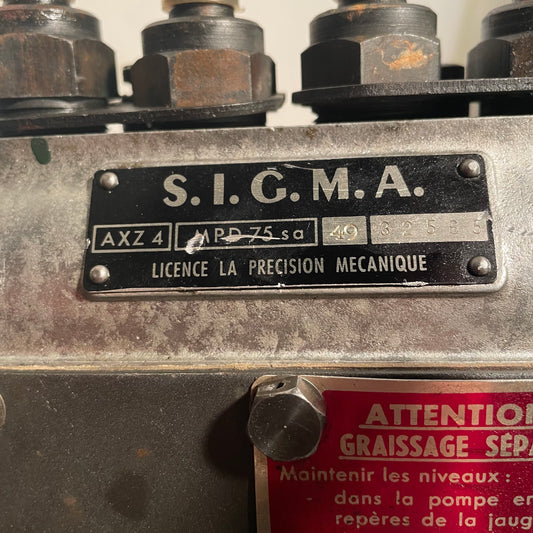 S.I.G.M.A.
AXZ 4 MPD 75 sa 49
LICENCE LA PRECISION MECANIQUE
ATTENTION
GRAISSAGE SÉPA
Maintenir les niveaux :
- dans la pompe en
repères de la jaug